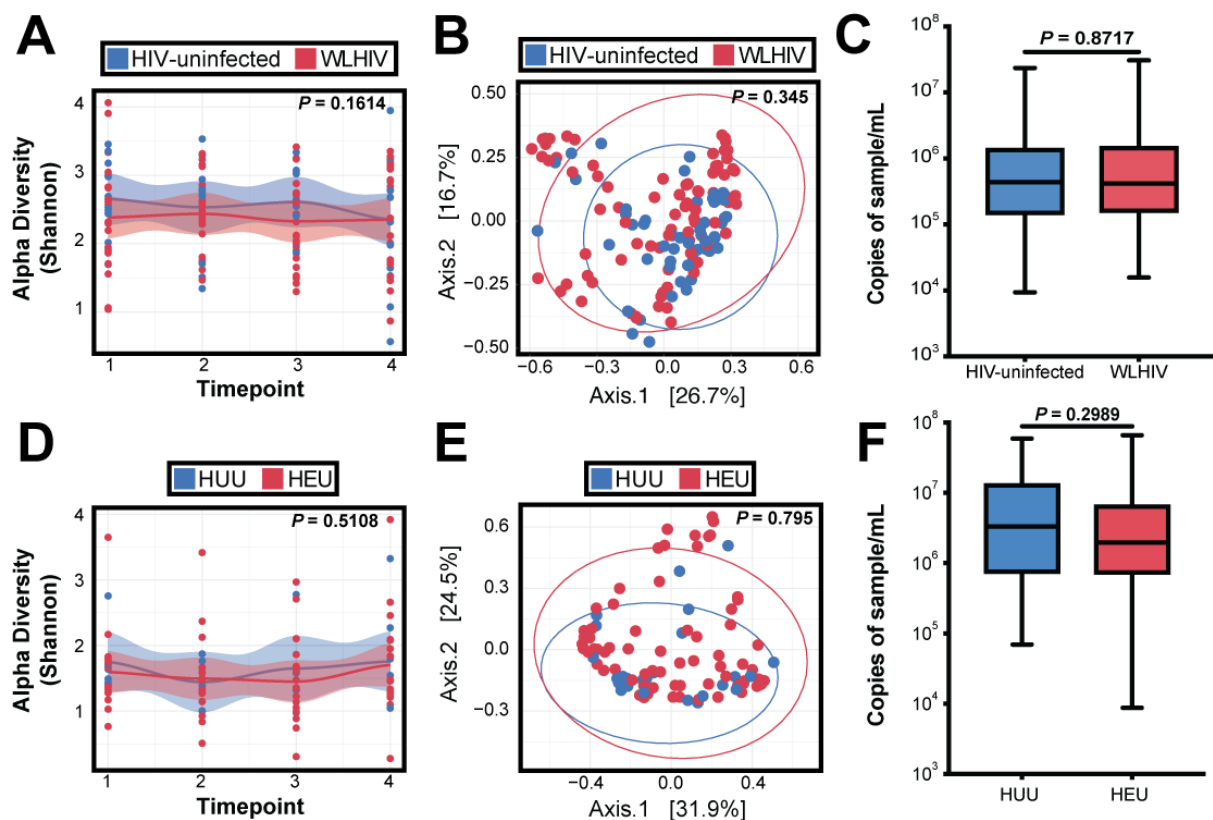 A
HIV-uninfected WLHIV
P = 0.1614
Alpha Diversity
(Shannon)
4
3
2
1
1 2 3 4
Timepoint
B
HIV-uninfected WLHIV
P = 0.345
Axis.2 [16.7%]
0.50
0.25
0.00
−0.25
−0.50
−0.6 −0.3 0.0 0.3 0.6
Axis.1 [26.7%]
C
P = 0.8717
Copies of sample/mL
10⁸
10⁷
10⁶
10⁵
10⁴
10³
HIV-uninfected WLHIV
D
HUU HEU
P = 0.5108
Alpha Diversity
(Shannon)
4
3
2
1
1 2 3 4
Timepoint
E
HUU HEU
P = 0.795
Axis.2 [24.5%]
0.6
0.3
0.0
−0.3
−0.4 0.0 0.4
Axis.1 [31.9%]
F
P = 0.2989
Copies of sample/mL
10⁸
10⁷
10⁶
10⁵
10⁴
10³
HUU HEU